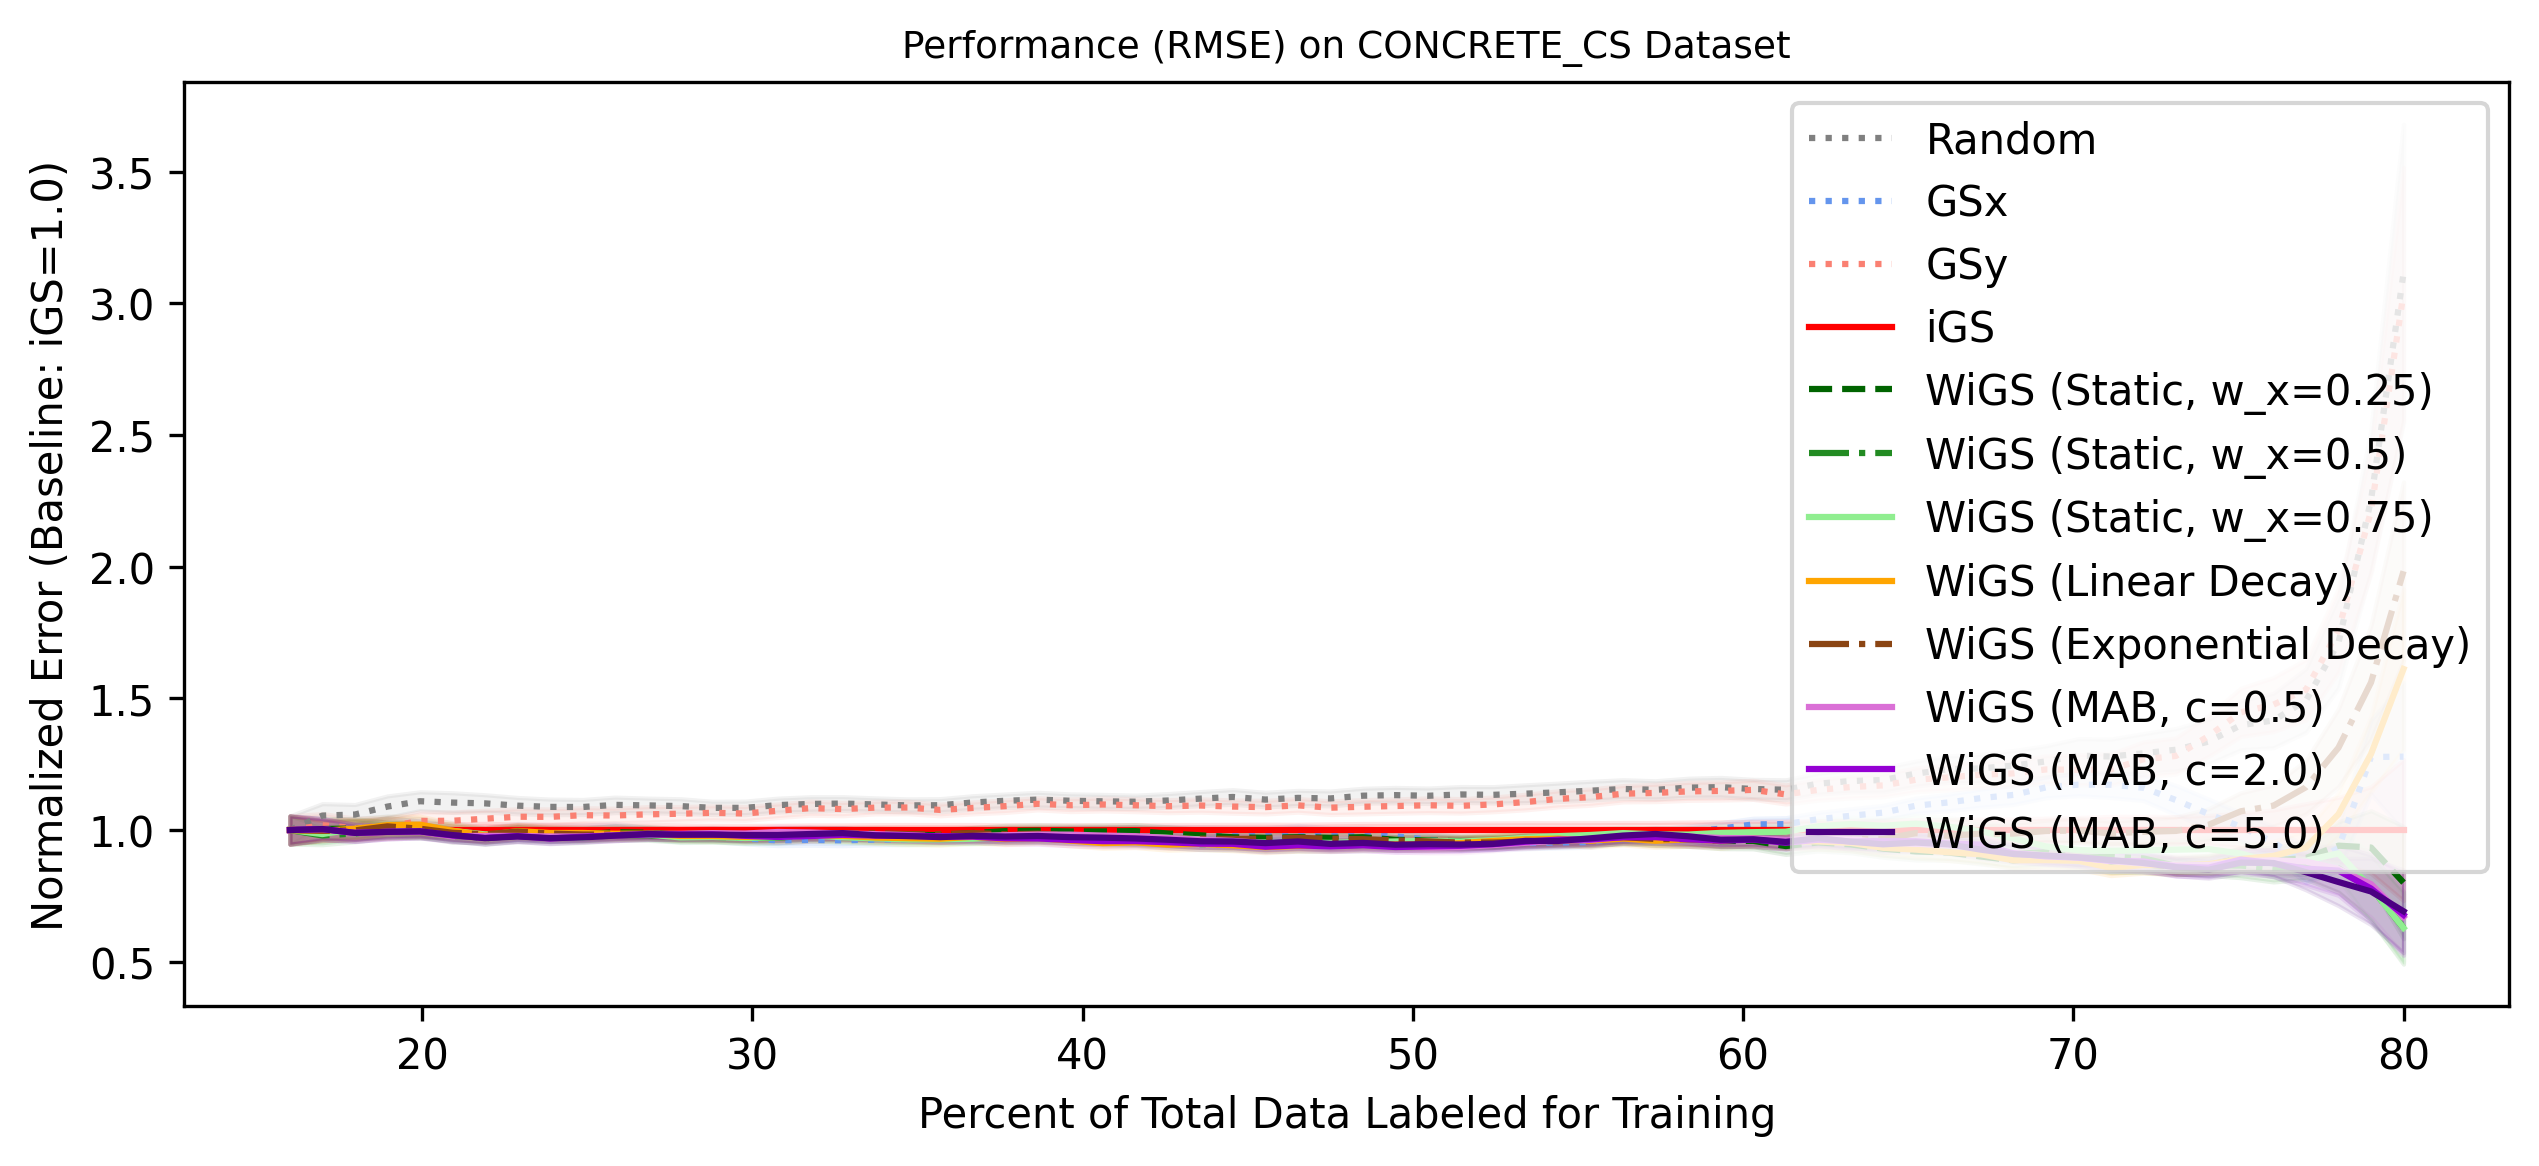 Performance (RMSE) on CONCRETE_CS Dataset
Normalized Error (Baseline: iGS=1.0)
3.5
3.0
2.5
2.0
1.5
1.0
0.5
Random
GSx
GSy
iGS
WiGS (Static, w_x=0.25)
WiGS (Static, w_x=0.5)
WiGS (Static, w_x=0.75)
WiGS (Linear Decay)
WiGS (Exponential Decay)
WiGS (MAB, c=0.5)
WiGS (MAB, c=2.0)
WiGS (MAB, c=5.0)
20 30 40 50 60 70 80
Percent of Total Data Labeled for Training